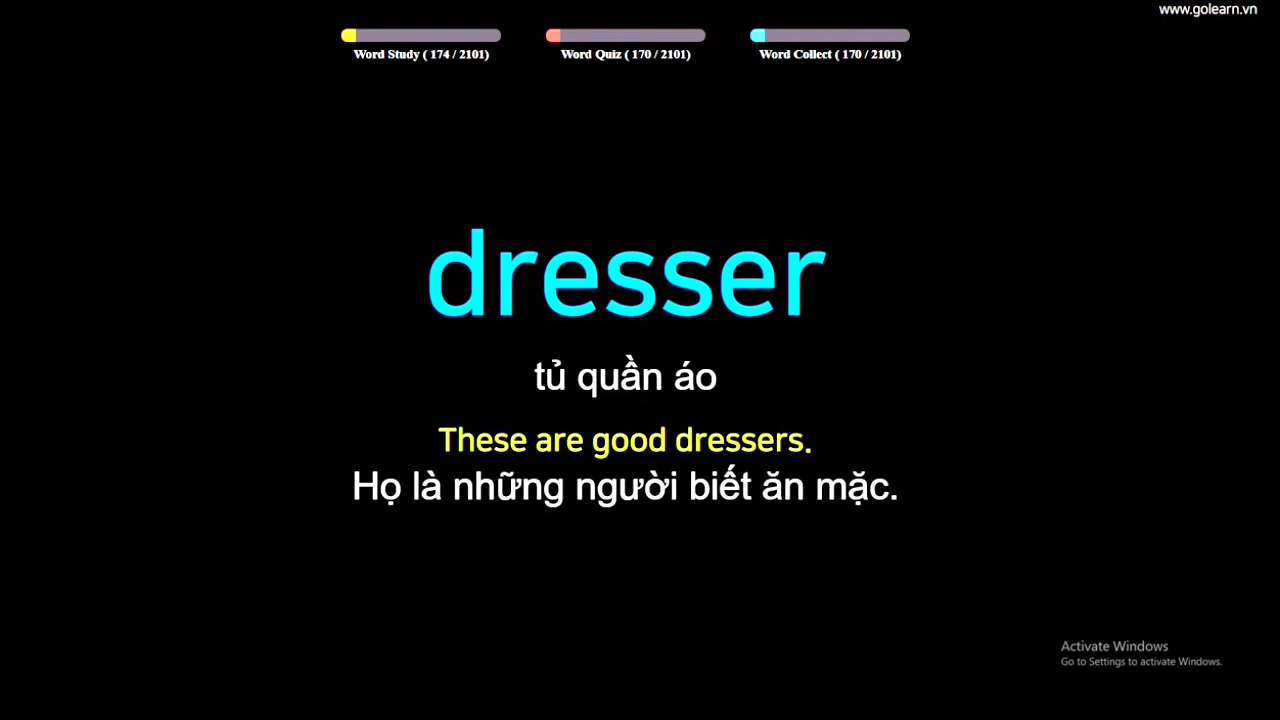 www.golearn.vn
Word Study ( 174 / 2101)
Word Quiz ( 170 / 2101)
Word Collect ( 170 / 2101)
dresser
tủ quần áo
These are good dressers.
Họ là những người biết ăn mặc.
Activate Windows
Go to Settings to activate Windows.